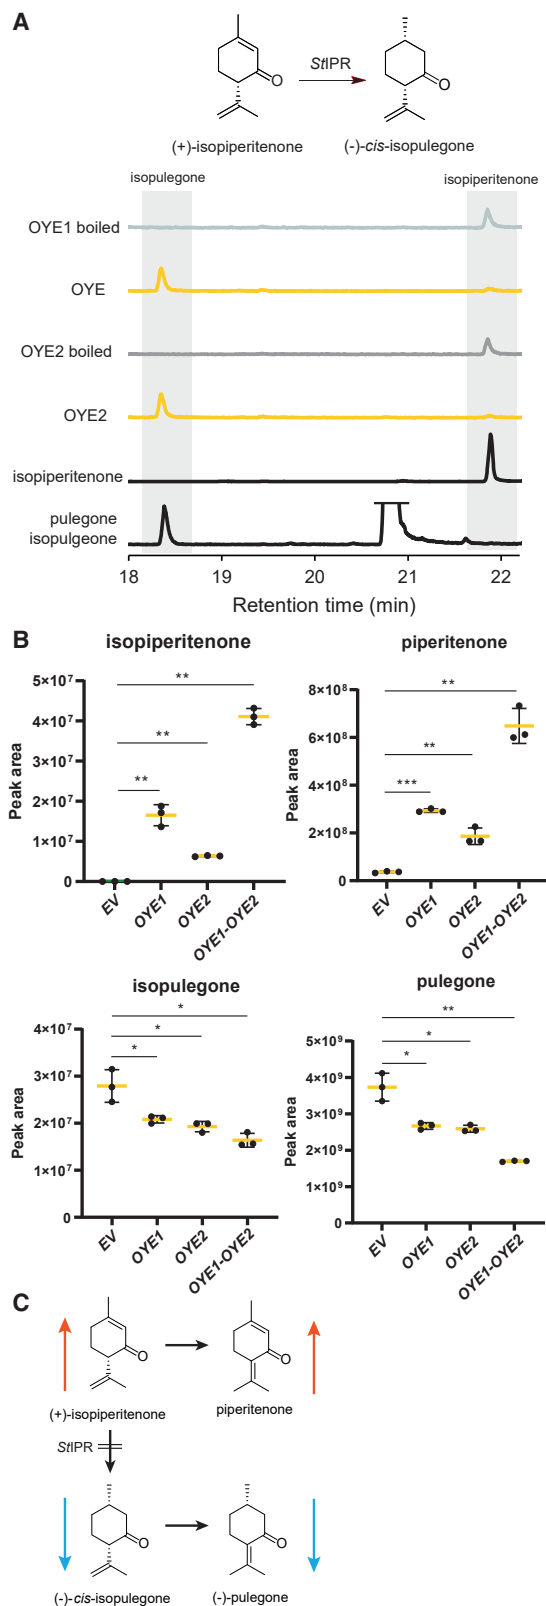 A
StIPR
O
O
(+)-isopiperitenone
(-)-cis-isopulegone
isopulegone
isopiperitenone
OYE1 boiled
OYE
OYE2 boiled
OYE2
isopiperitenone
pulegone
isopulgeone
18 19 20 21 22
Retention time (min)
B
isopiperitenone
5×10⁷
4×10⁷
3×10⁷
2×10⁷
1×10⁷
0
Peak area
**
**
**
EV OYE1 OYE2 OYE1-OYE2
piperitenone
8×10⁸
6×10⁸
4×10⁸
2×10⁸
0
Peak area
**
**
***
EV OYE1 OYE2 OYE1-OYE2
isopulegone
4×10⁷
3×10⁷
2×10⁷
1×10⁷
0
Peak area
*
*
*
EV OYE1 OYE2 OYE1-OYE2
pulegone
5×10⁹
4×10⁹
3×10⁹
2×10⁹
1×10⁹
0
Peak area
**
*
*
EV OYE1 OYE2 OYE1-OYE2
C
O
O
(+)-isopiperitenone
piperitenone
StIPR
O
O
(-)-cis-isopulegone
(-)-pulegone